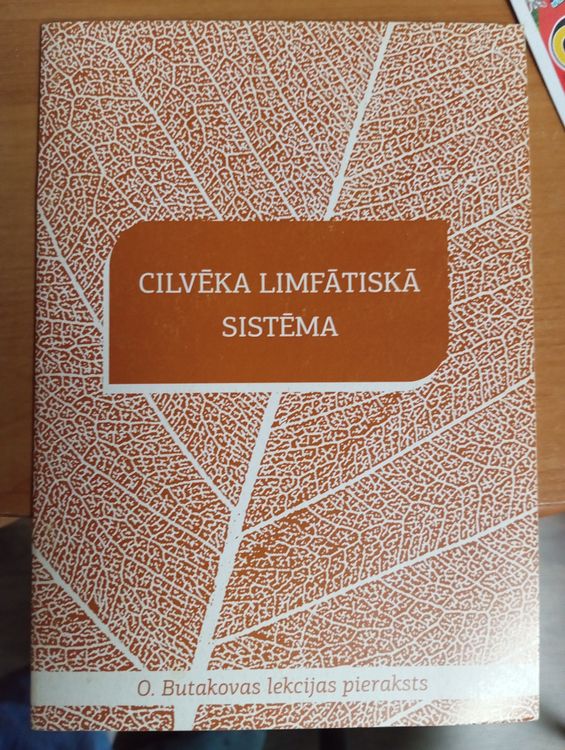 CILVĒKA LIMFĀTISKĀ
SISTĒMA
O. Butakovas lekcijas pieraksts